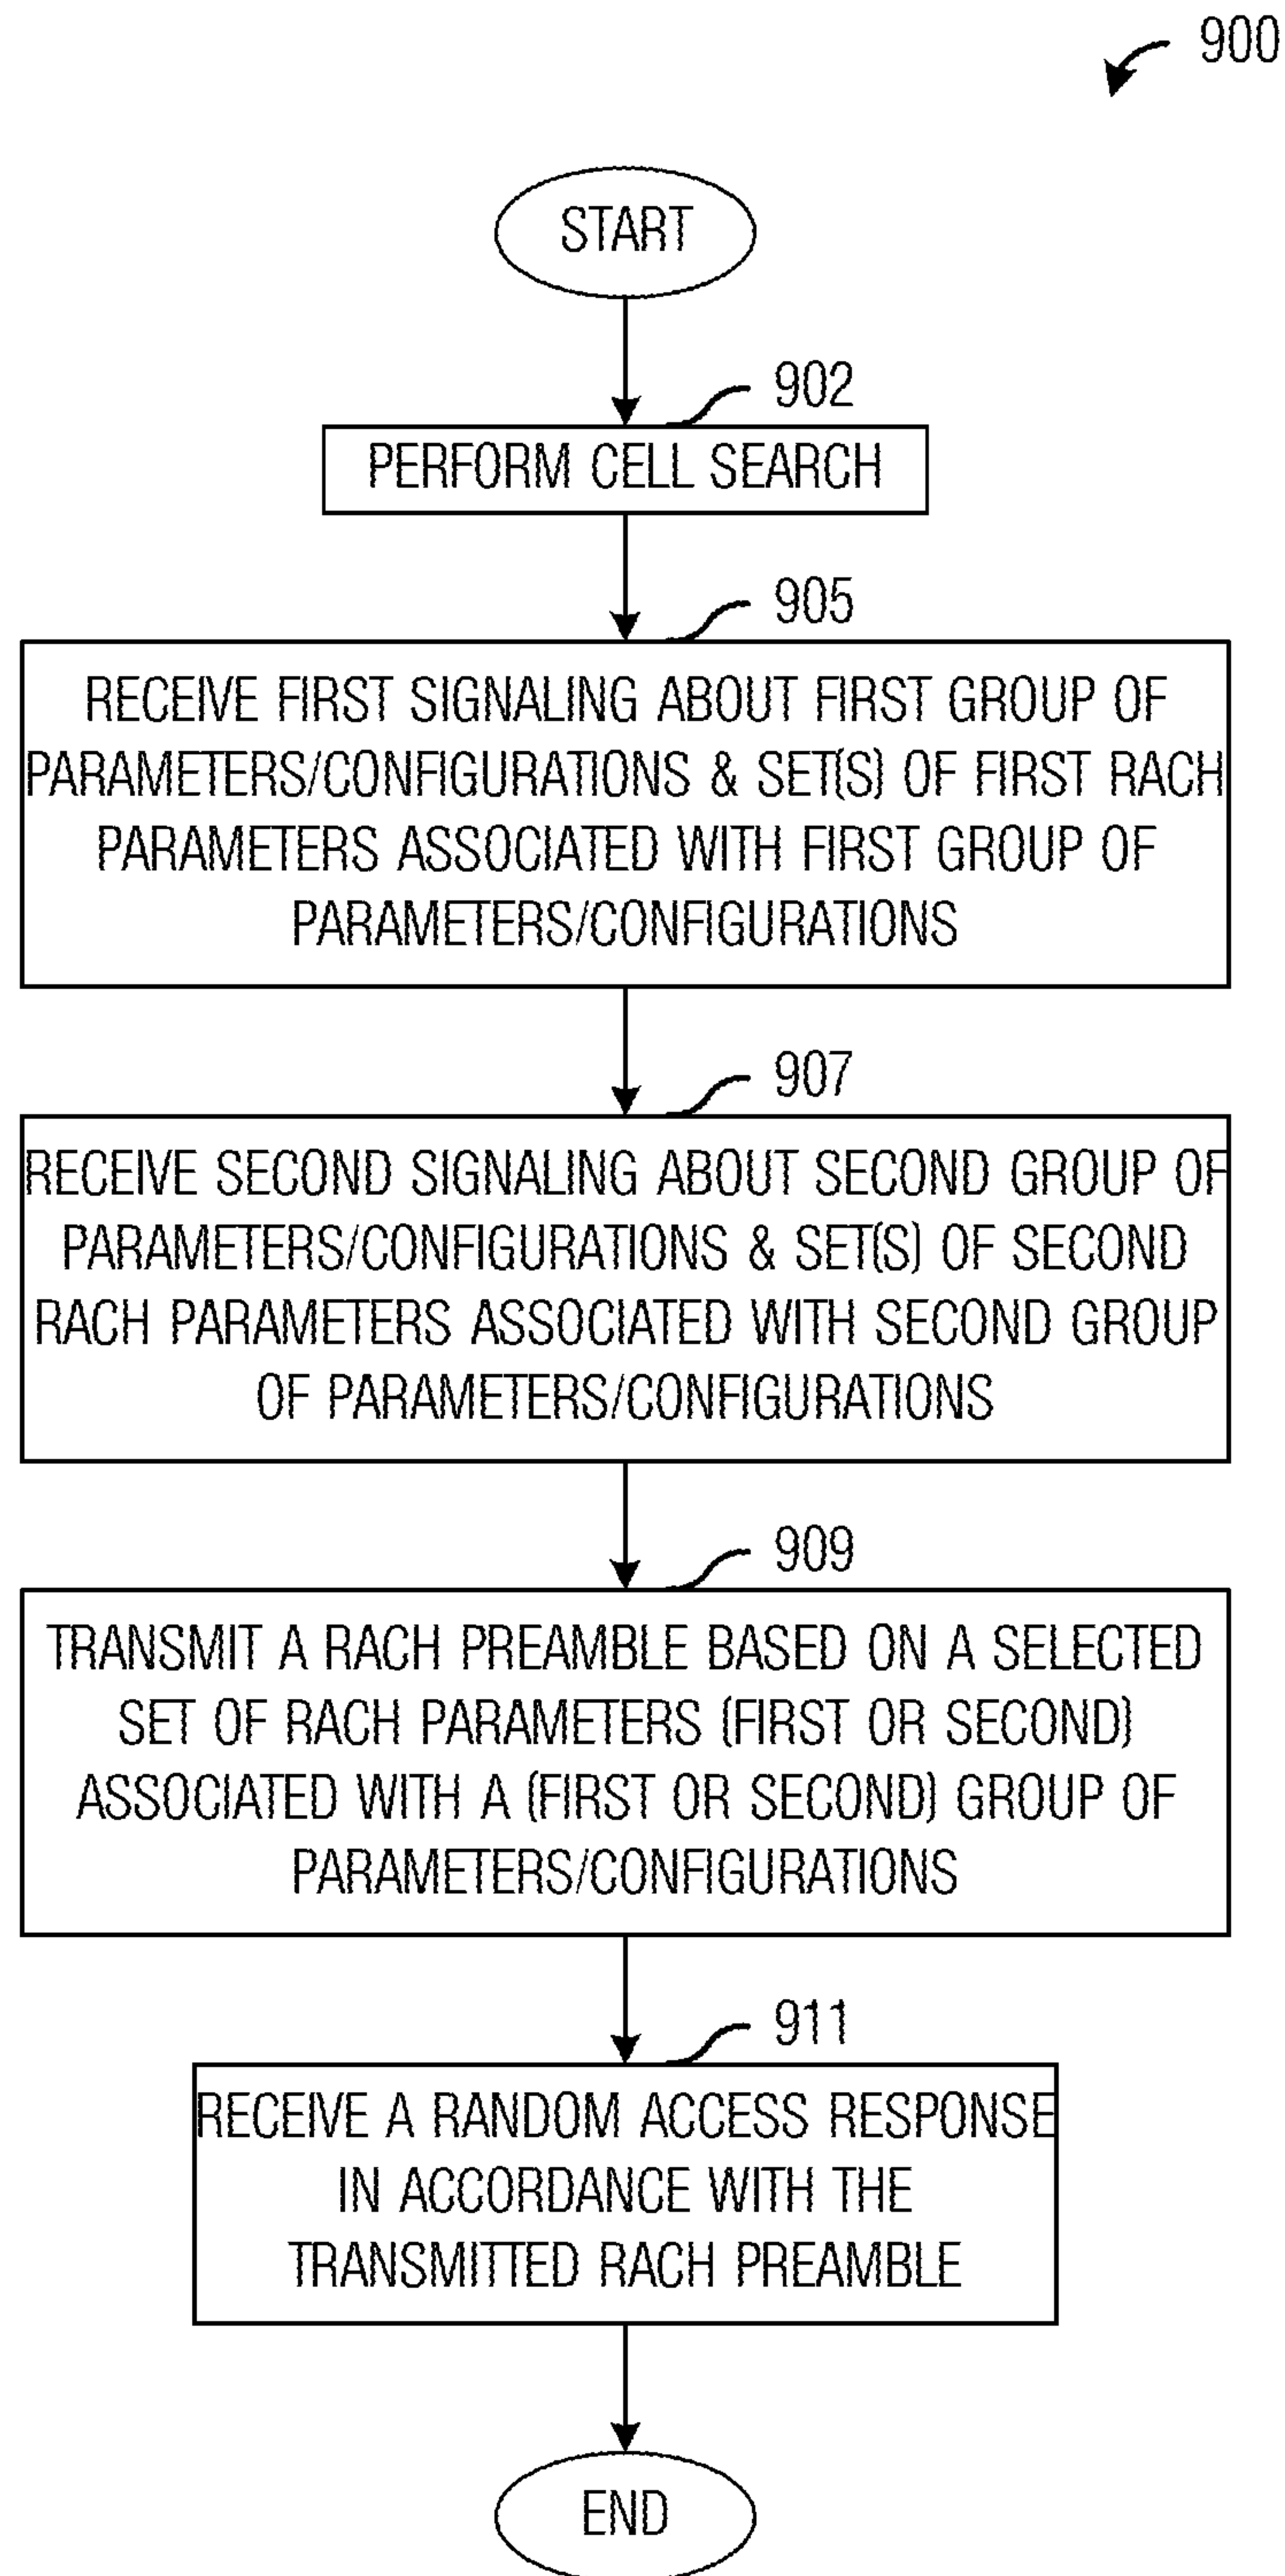 900
START
902
PERFORM CELL SEARCH
905
RECEIVE FIRST SIGNALING ABOUT FIRST GROUP OF
PARAMETERS/CONFIGURATIONS & SET(S) OF FIRST RACH
PARAMETERS ASSOCIATED WITH FIRST GROUP OF
PARAMETERS/CONFIGURATIONS
907
RECEIVE SECOND SIGNALING ABOUT SECOND GROUP OF
PARAMETERS/CONFIGURATIONS & SET(S) OF SECOND
RACH PARAMETERS ASSOCIATED WITH SECOND GROUP
OF PARAMETERS/CONFIGURATIONS
909
TRANSMIT A RACH PREAMBLE BASED ON A SELECTED
SET OF RACH PARAMETERS (FIRST OR SECOND)
ASSOCIATED WITH A (FIRST OR SECOND) GROUP OF
PARAMETERS/CONFIGURATIONS
911
RECEIVE A RANDOM ACCESS RESPONSE
IN ACCORDANCE WITH THE
TRANSMITTED RACH PREAMBLE
END